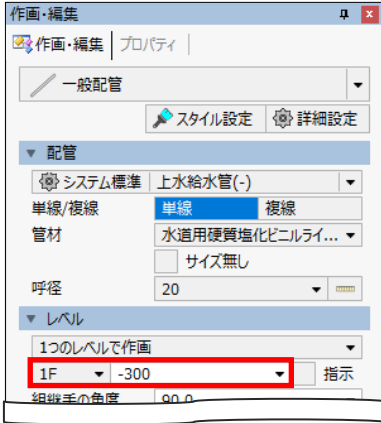 作画・編集
作画・編集 プロパティ
一般配管
スタイル設定 詳細設定
配管
システム標準 上水給水管(-)
単線/複線 単線 複線
管材 水道用硬質塩化ビニルライ...
サイズ無し
呼径 20
レベル
1つのレベルで作画
1F -300 指示
組継手の角度 90.0